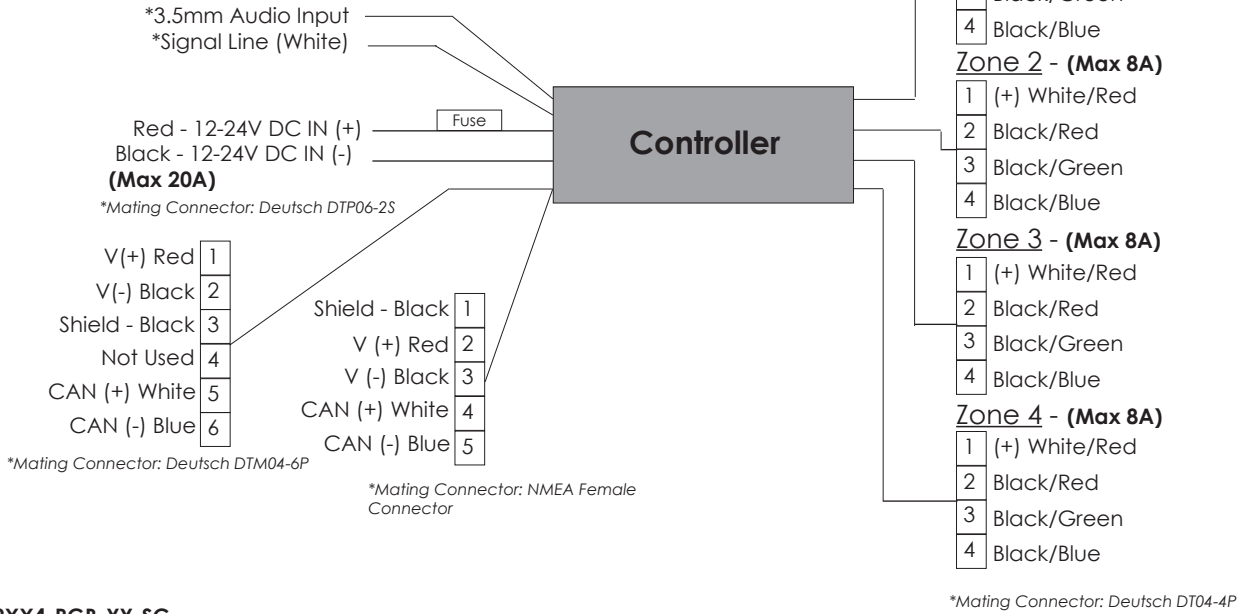 *3.5mm Audio Input
*Signal Line (White)
Red - 12-24V DC IN (+)
Fuse
Black - 12-24V DC IN (-)
(Max 20A)
*Mating Connector: Deutsch DTP06-2S
Controller
V(+) Red 1
V(-) Black 2
Shield - Black 3
Not Used 4
CAN (+) White 5
CAN (-) Blue 6
*Mating Connector: Deutsch DTM04-6P
Shield - Black 1
V (+) Red 2
V (-) Black 3
CAN (+) White 4
CAN (-) Blue 5
*Mating Connector: NMEA Female
Connector
4 Black/Blue
Zone 2 - (Max 8A)
1 (+) White/Red
2 Black/Red
3 Black/Green
4 Black/Blue
Zone 3 - (Max 8A)
1 (+) White/Red
2 Black/Red
3 Black/Green
4 Black/Blue
Zone 4 - (Max 8A)
1 (+) White/Red
2 Black/Red
3 Black/Green
4 Black/Blue
*Mating Connector: Deutsch DT04-4P